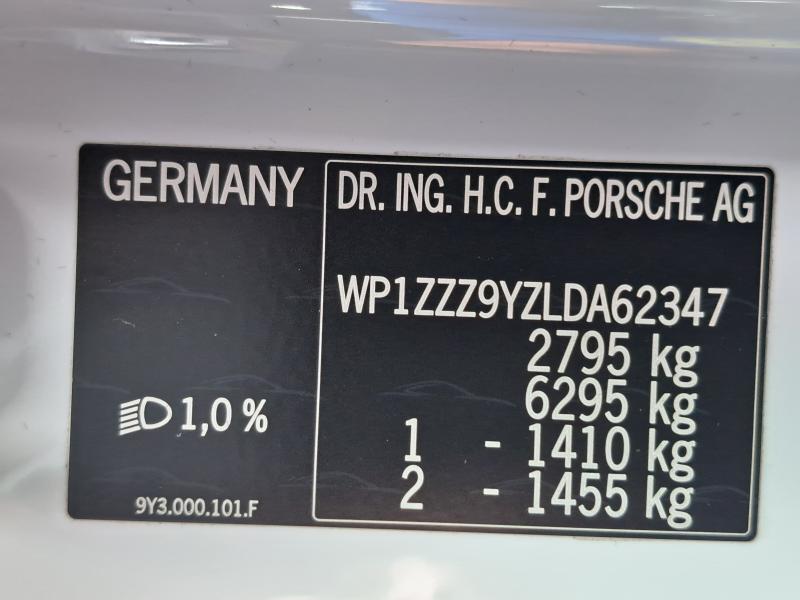 GERMANY
1,0 %
9Y3.000.101.F
DR. ING. H.C. F. PORSCHE AG
WP1ZZZ9YZLDA62347
2795 kg
6295 kg
1 - 1410 kg
2 - 1455 kg